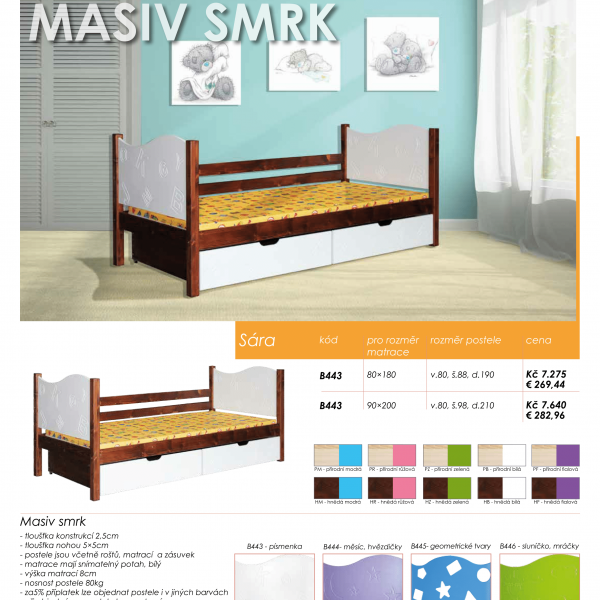 MASIV SMRK
Sára kód pro rozměr matrace rozměr postele cena
B443 80×180 v.80, š.88, d.190 Kč 7.275
€ 269,44
B443 90×200 v.80, š.98, d.210 Kč 7.640
€ 282,96
PM - přírodní modrá PR - přírodní růžová PZ - přírodní zelená PB - přírodní bílá PF - přírodní fialová
HM - hnědá modrá HR - hnědá růžová HZ - hnědá zelená HB - hnědá bílá HF - hnědá fialová
Masiv smrk
- tloušťka konstrukcí 2,5cm
- tloušťka nohou 5×5cm
- postele jsou včetně roštů, matrací a zásuvek
- matrace mají snímatelný potah, bílý
- výška matrací 8cm
- nosnost postele 80kg
- za5% příplatek lze objednat postele i v jiných barvách
B443 - písmenka B444- měsíc, hvězdičky B445- geometrické tvary B446 - sluníčko, mráčky